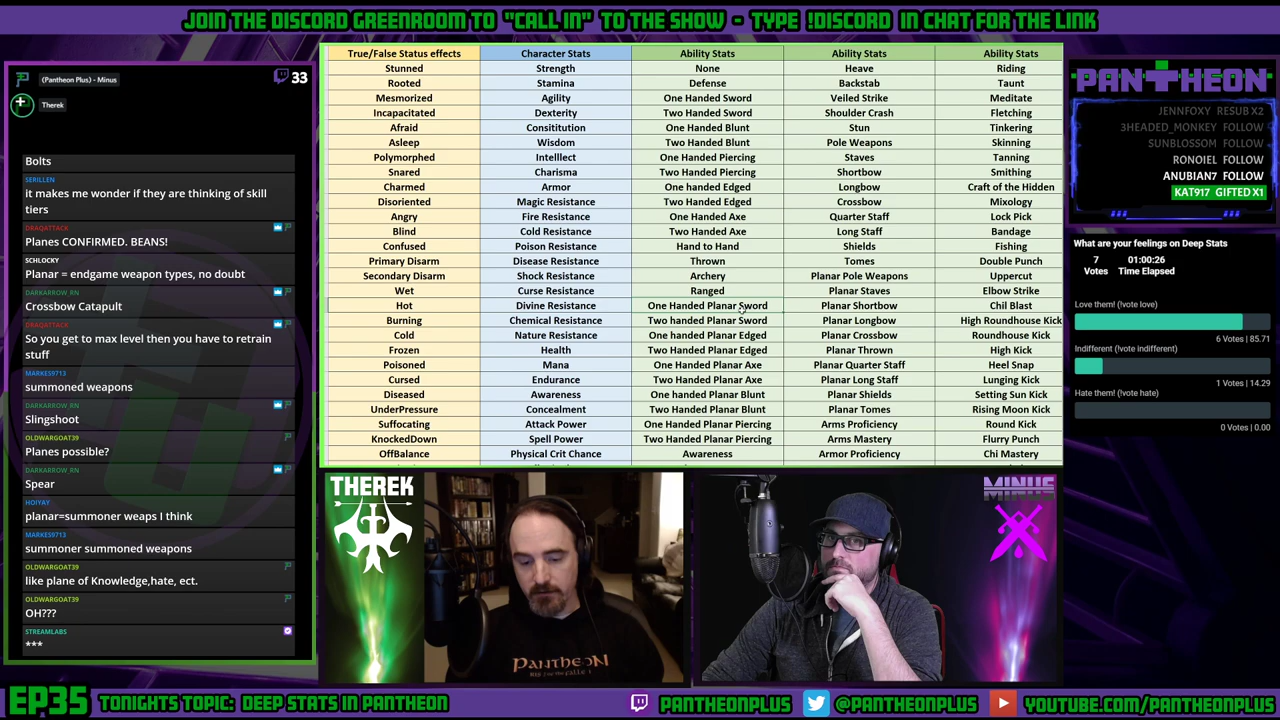 JOIN THE DISCORD GREENROOM TO "CALL IN" TO THE SHOW - TYPE !DISCORD IN CHAT FOR THE LINK
(Pantheon Plus) - Minus
33
Therek
Bolts
SERILLEN
it makes me wonder if they are thinking of skill
tiers
DRAQATTACK
Planes CONFIRMED. BEANS!
SCHLOCKY
Planar = endgame weapon types, no doubt
DARKARROW_RN
Crossbow Catapult
DRAQATTACK
So you get to max level then you have to retrain
stuff
MARKES9713
summoned weapons
DARKARROW_RN
Slingshoot
OLDWARGOAT39
Planes possible?
DARKARROW_RN
Spear
HOIYAY
planar=summoner weaps I think
MARKES9713
summoner summoned weapons
OLDWARGOAT39
like plane of Knowledge,hate, ect.
OLDWARGOAT39
OH???
STREAMLABS
***
True/False Status effects Character Stats Ability Stats Ability Stats Ability Stats
Stunned Strength None Heave Riding
Rooted Stamina Defense Backstab Taunt
Mesmorized Agility One Handed Sword Veiled Strike Meditate
Incapacitated Dexterity Two Handed Sword Shoulder Crash Fletching
Afraid Consititution One Handed Blunt Stun Tinkering
Asleep Wisdom Two Handed Blunt Pole Weapons Skinning
Polymorphed Intelllect One Handed Piercing Staves Tanning
Snared Charisma Two Handed Piercing Shortbow Smithing
Charmed Armor One handed Edged Longbow Craft of the Hidden
Disoriented Magic Resistance Two Handed Edged Crossbow Mixology
Angry Fire Resistance One Handed Axe Quarter Staff Lock Pick
Blind Cold Resistance Two Handed Axe Long Staff Bandage
Confused Poison Resistance Hand to Hand Shields Fishing
Primary Disarm Disease Resistance Thrown Tomes Double Punch
Secondary Disarm Shock Resistance Archery Planar Pole Weapons Uppercut
Wet Curse Resistance Ranged Planar Staves Elbow Strike
Hot Divine Resistance One Handed Planar Sword Planar Shortbow Chil Blast
Burning Chemical Resistance Two handed Planar Sword Planar Longbow High Roundhouse Kick
Cold Nature Resistance One handed Planar Edged Planar Crossbow Roundhouse Kick
Frozen Health Two Handed Planar Edged Planar Thrown High Kick
Poisoned Mana One Handed Planar Axe Planar Quarter Staff Heel Snap
Cursed Endurance Two Handed Planar Axe Planar Long Staff Lunging Kick
Diseased Awareness One handed Planar Blunt Planar Shields Setting Sun Kick
UnderPressure Concealment Two Handed Planar Blunt Planar Tomes Rising Moon Kick
Suffocating Attack Power One Handed Planar Piercing Arms Proficiency Round Kick
KnockedDown Spell Power Two Handed Planar Piercing Arms Mastery Flurry Punch
OffBalance Physical Crit Chance Awareness Armor Proficiency Chi Mastery
PANTHEON
JENNFOXY RESUB X2
3HEADED_MONKEY FOLLOW
SUNBLOSSOM FOLLOW
RONOIEL FOLLOW
ANUBIAN7 FOLLOW
KAT917 GIFTED X1
What are your feelings on Deep Stats
7 01:00:26
Votes Time Elapsed
Love them! (!vote love)
6 Votes | 85.71
Indifferent (!vote indifferent)
1 Votes | 14.29
Hate them? (!vote hate)
0 Votes | 0.00
THEREK
MINUS
PANTHEON
EP35 TONIGHTS TOPIC: DEEP STATS IN PANTHEON
PANTHEONPLUS
@PANTHEONPLUS
YOUTUBE.COM/PANTHEONPLUS